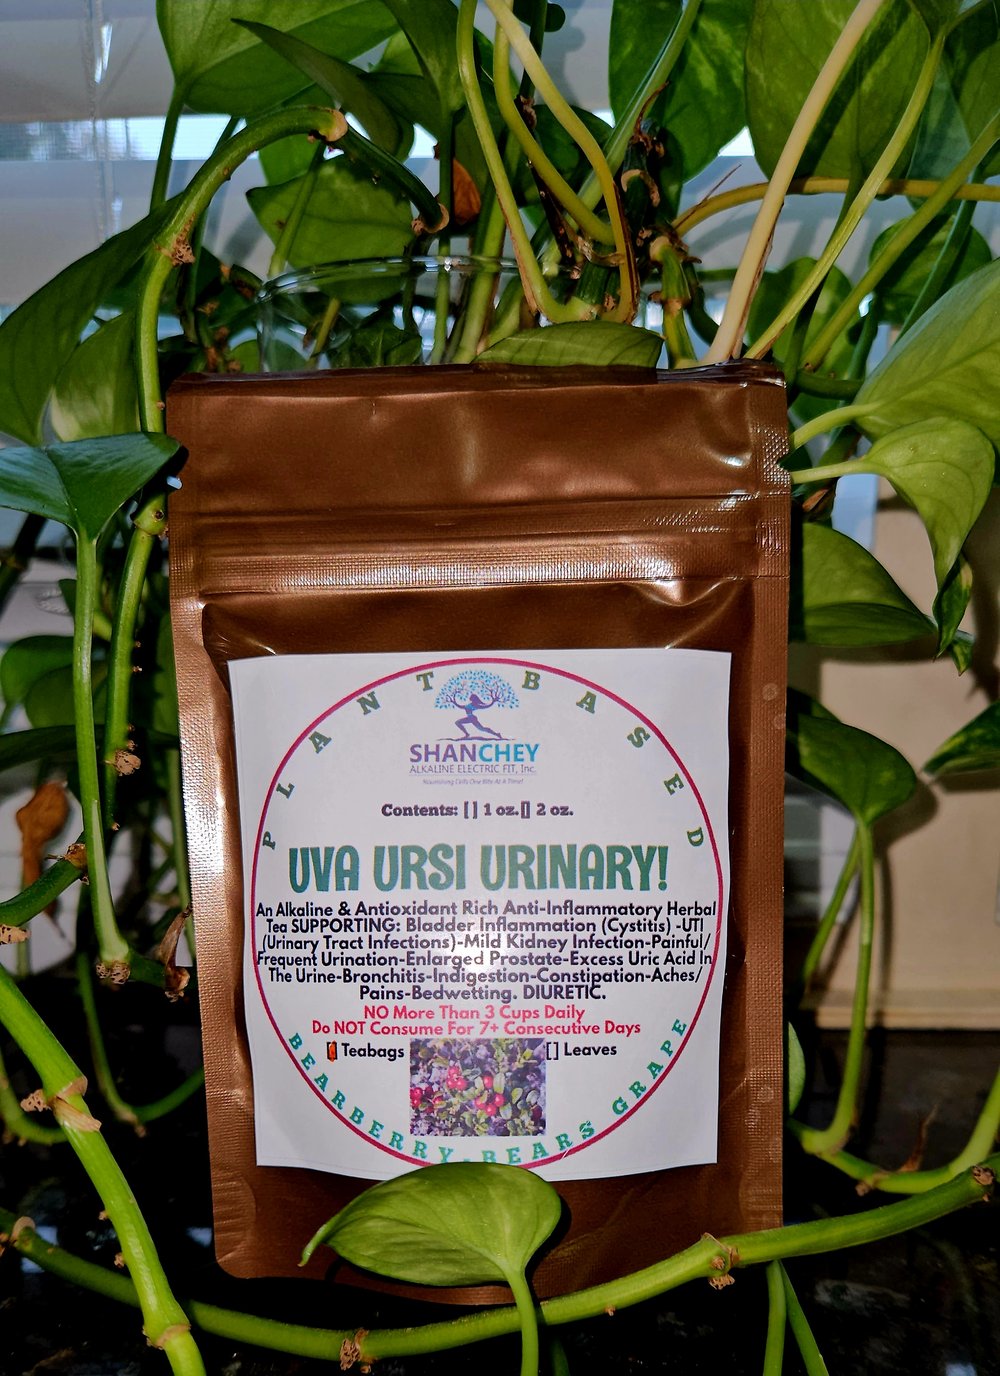 PLANT BASED
SHANCHEY
ALKALINE ELECTRIC FIT, Inc.
Nourishing Cells One Bite At A Time!
Contents: [ ] 1 oz.[] 2 oz.
UVA URSI URINARY!
An Alkaline & Antioxidant Rich Anti-Inflammatory Herbal
Tea SUPPORTING: Bladder Inflammation (Cystitis) -UTI
(Urinary Tract Infections)-Mild Kidney Infection-Painful/
Frequent Urination-Enlarged Prostate-Excess Uric Acid In
The Urine-Bronchitis-Indigestion-Constipation-Aches/
Pains-Bedwetting. DIURETIC.
NO More Than 3 Cups Daily
Do NOT Consume For 7+ Consecutive Days
[] Teabags [] Leaves
BEARBERRY-BEARS GRAPE